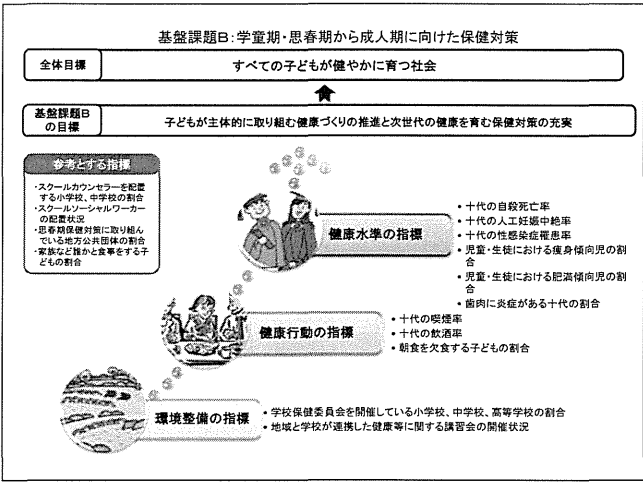 基盤課題B:学童期・思春期から成人期に向けた保健対策
全体目標
すべての子どもが健やかに育つ社会
基盤課題B
の目標
子どもが主体的に取り組む健康づくりの推進と次世代の健康を育む保健対策の充実
参考とする指標
・スクールカウンセラーを配置
する小学校、中学校の割合
・スクールソーシャルワーカー
の配置状況
・思春期保健対策に取り組ん
でいる地方公共団体の割合
・家族など誰かと食事をする子
どもの割合
健康水準の指標
• 十代の自殺死亡率
• 十代の人工妊娠中絶率
• 十代の性感染症罹患率
• 児童・生徒における痩身傾向児の割
合
• 児童・生徒における肥満傾向児の割
合
• 歯肉に炎症がある十代の割合
健康行動の指標
• 十代の喫煙率
• 十代の飲酒率
• 朝食を欠食する子どもの割合
環境整備の指標
• 学校保健委員会を開催している小学校、中学校、高等学校の割合
• 地域と学校が連携した健康等に関する講習会の開催状況